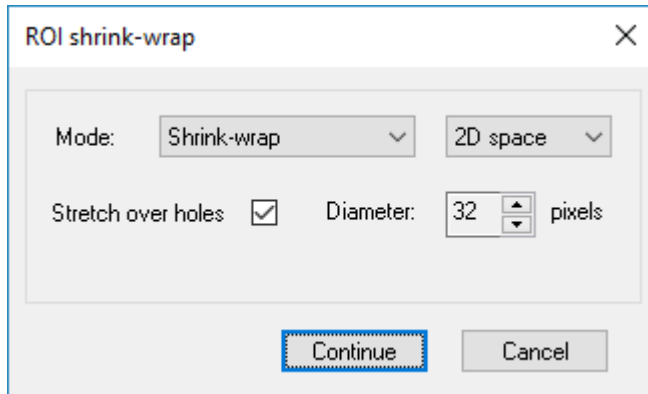 ROI shrink-wrap
Mode: Shrink-wrap 2D space
Stretch over holes Diameter: 32 pixels
Continue Cancel